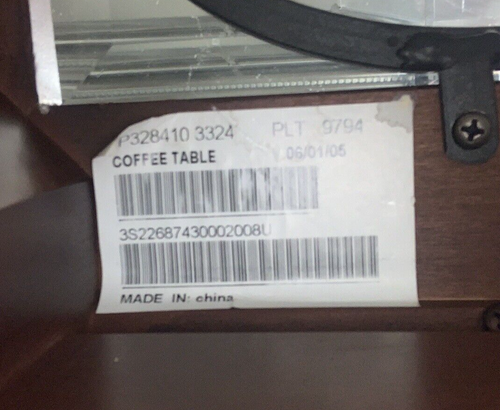 P328410 3324 PLT 9794
COFFEE TABLE 06/01/05
3S22687430002008U
MADE IN: china